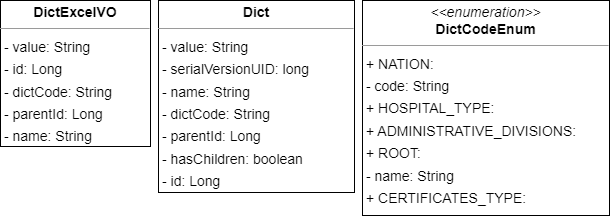 DictExcelVO
- value: String
- id: Long
- dictCode: String
- parentId: Long
- name: String
Dict
- value: String
- serialVersionUID: long
- name: String
- dictCode: String
- parentId: Long
- hasChildren: boolean
- id: Long
<<enumeration>>
DictCodeEnum
+ NATION:
- code: String
+ HOSPITAL_TYPE:
+ ADMINISTRATIVE_DIVISIONS:
+ ROOT:
- name: String
+ CERTIFICATES_TYPE: